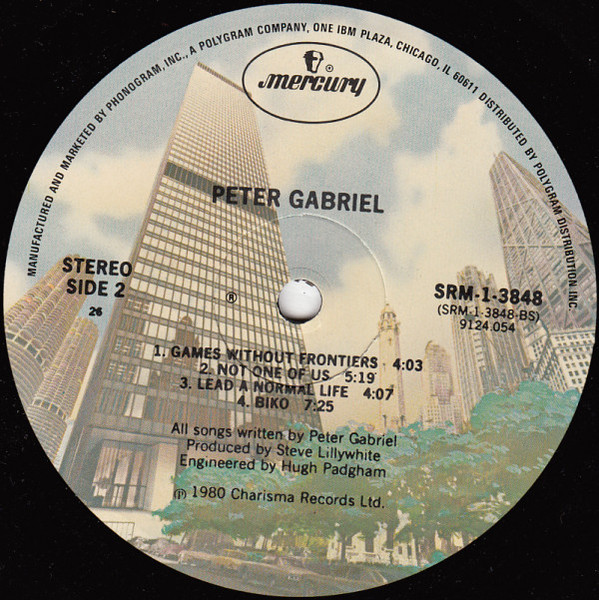 MANUFACTURED AND MARKETED BY PHONOGRAM, INC., A POLYGRAM COMPANY, ONE IBM PLAZA, CHICAGO, IL 60611 DISTRIBUTED BY POLYGRAM DISTRIBUTION INC.
mercury ®
PETER GABRIEL
STEREO
SIDE 2
26
®
SRM-1-3848
(SRM-1-3848-BS)
9124.054
1. GAMES WITHOUT FRONTIERS 4:03
2. NOT ONE OF US 5:19
3. LEAD A NORMAL LIFE 4:07
4. BIKO 7:25
All songs written by Peter Gabriel
Produced by Steve Lillywhite
Engineered by Hugh Padgham
℗ 1980 Charisma Records Ltd.